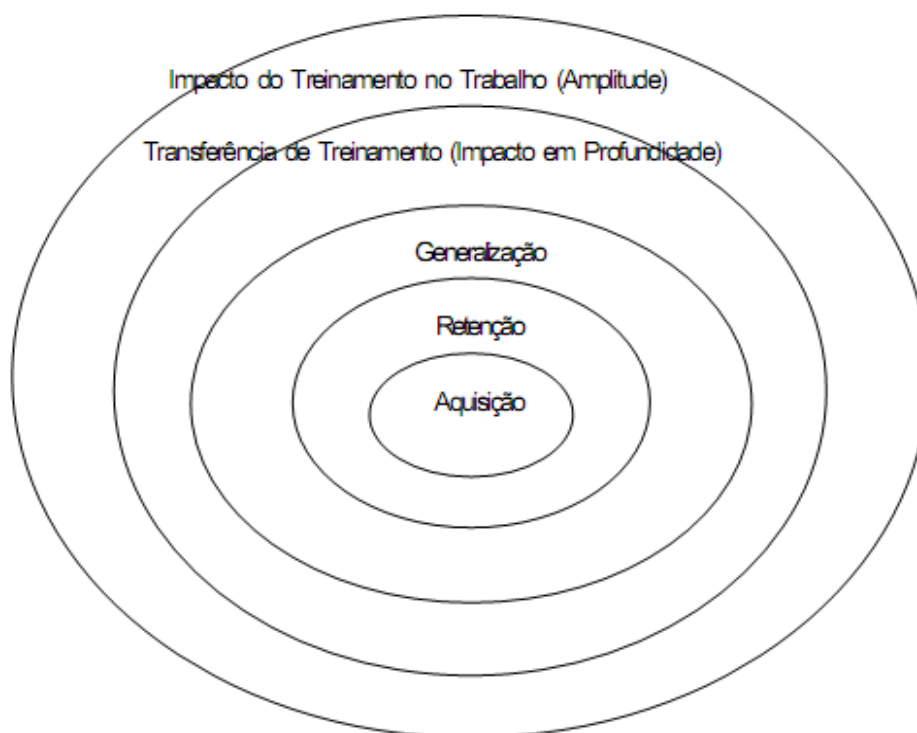 Impacto do Treinamento no Trabalho (Amplitude)
Transferência de Treinamento (Impacto em Profundidade)
Generalização
Retenção
Aquisição